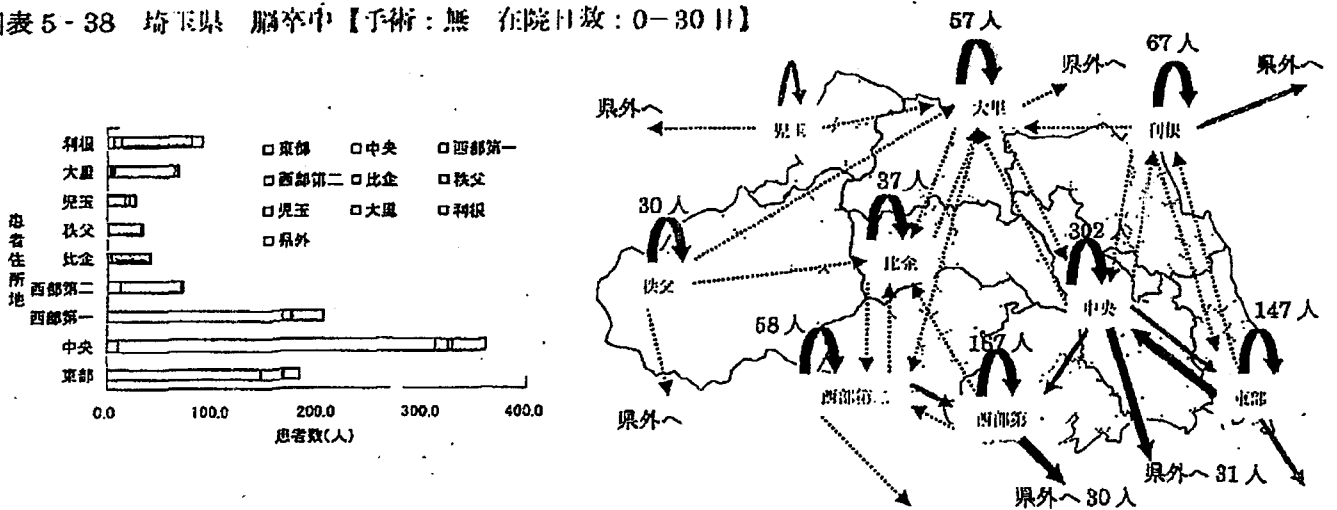 図表5-38 埼玉県 脳卒中【手術:無 在院日数:0-30日】
利根
大里
児玉
秩父
比企
西部第二
西部第一
中央
東部
患者住所地
0.0 100.0 200.0 300.0 400.0
患者数(人)
□東部 □中央 □西部第一
□西部第二 □比企 □秩父
□児玉 □大里 □利根
□県外
57人
67人
県外へ
県外へ
県外へ
児玉
大里
利根
37人
30人
302人
比企
秩父
中央
58人
167人
147人
西部第二
西部第
東部
県外へ
県外へ31人
県外へ30人